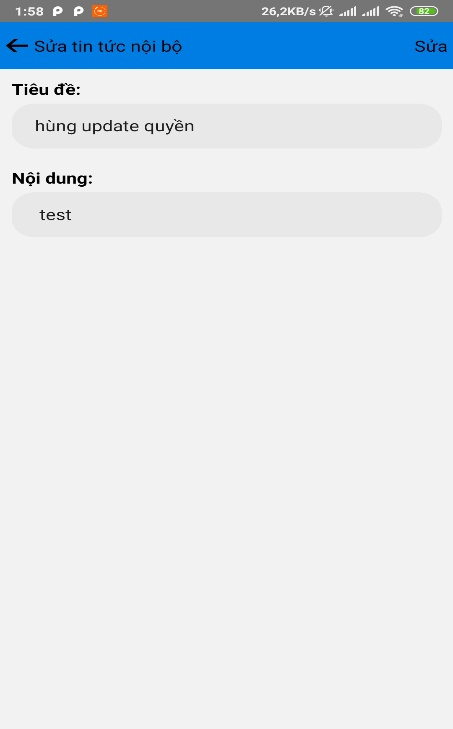 1:58 26,2KB/s 82
Sửa tin tức nội bộ Sửa
Tiêu đề:
hùng update quyền
Nội dung:
test